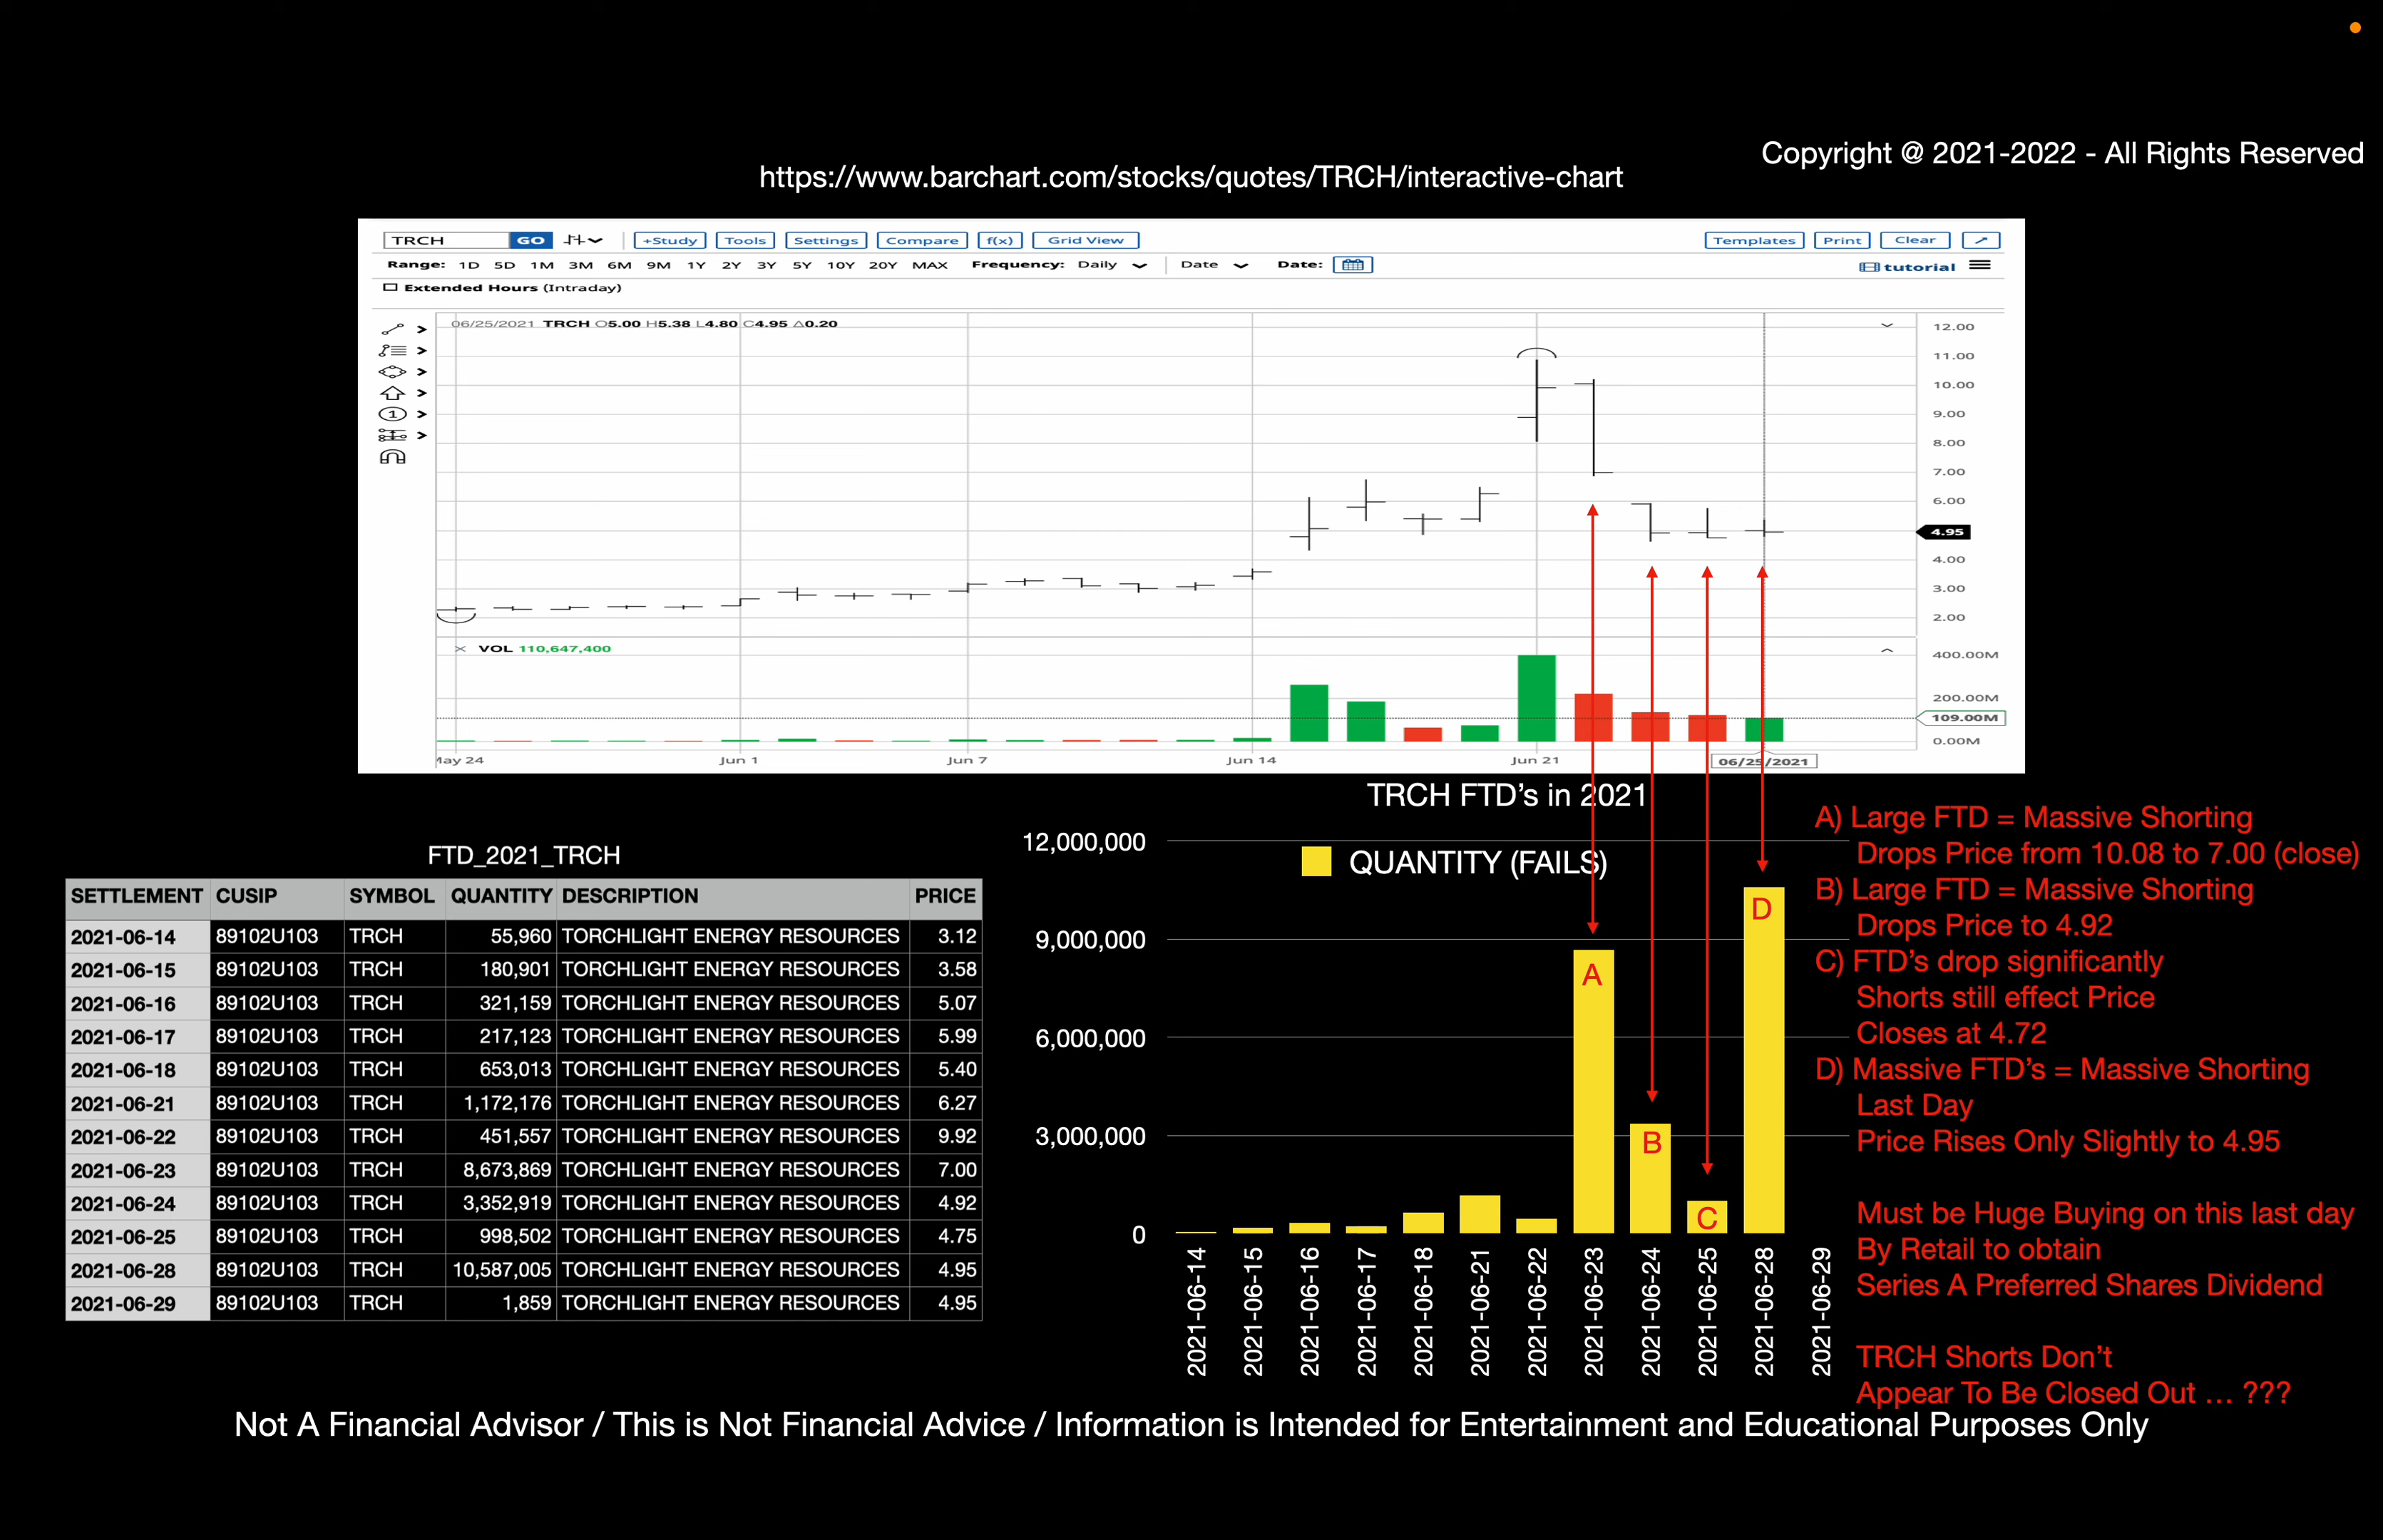 Copyright @ 2021-2022 - All Rights Reserved
https://www.barchart.com/stocks/quotes/TRCH/interactive-chart
TRCH GO +Study Tools Settings Compare f(x) Grid View Templates Print Clear
Range: 1D 5D 1M 3M 6M 9M 1Y 2Y 3Y 5Y 10Y 20Y MAX Frequency: Daily Date Date: tutorial
Extended Hours (Intraday)
06/25/2021 TRCH O5.00 H5.38 L4.80 C4.95 Δ0.20
12.00
11.00
10.00
9.00
8.00
7.00
6.00
4.95
4.00
3.00
2.00
VOL 110,647,400
400.00M
200.00M
109.00M
0.00M
May 24 Jun 1 Jun 7 Jun 14 Jun 21 06/25/2021
FTD_2021_TRCH
SETTLEMENT CUSIP SYMBOL QUANTITY DESCRIPTION PRICE
2021-06-14 89102U103 TRCH 55,960 TORCHLIGHT ENERGY RESOURCES 3.12
2021-06-15 89102U103 TRCH 180,901 TORCHLIGHT ENERGY RESOURCES 3.58
2021-06-16 89102U103 TRCH 321,159 TORCHLIGHT ENERGY RESOURCES 5.07
2021-06-17 89102U103 TRCH 217,123 TORCHLIGHT ENERGY RESOURCES 5.99
2021-06-18 89102U103 TRCH 653,013 TORCHLIGHT ENERGY RESOURCES 5.40
2021-06-21 89102U103 TRCH 1,172,176 TORCHLIGHT ENERGY RESOURCES 6.27
2021-06-22 89102U103 TRCH 451,557 TORCHLIGHT ENERGY RESOURCES 9.92
2021-06-23 89102U103 TRCH 8,673,869 TORCHLIGHT ENERGY RESOURCES 7.00
2021-06-24 89102U103 TRCH 3,352,919 TORCHLIGHT ENERGY RESOURCES 4.92
2021-06-25 89102U103 TRCH 998,502 TORCHLIGHT ENERGY RESOURCES 4.75
2021-06-28 89102U103 TRCH 10,587,005 TORCHLIGHT ENERGY RESOURCES 4.95
2021-06-29 89102U103 TRCH 1,859 TORCHLIGHT ENERGY RESOURCES 4.95
TRCH FTD's in 2021
QUANTITY (FAILS)
12,000,000
9,000,000
6,000,000
3,000,000
0
A
B
C
D
2021-06-14
2021-06-15
2021-06-16
2021-06-17
2021-06-18
2021-06-21
2021-06-22
2021-06-23
2021-06-24
2021-06-25
2021-06-28
2021-06-29
A) Large FTD = Massive Shorting
Drops Price from 10.08 to 7.00 (close)
B) Large FTD = Massive Shorting
Drops Price to 4.92
C) FTD's drop significantly
Shorts still effect Price
Closes at 4.72
D) Massive FTD's = Massive Shorting
Last Day
Price Rises Only Slightly to 4.95
Must be Huge Buying on this last day
By Retail to obtain
Series A Preferred Shares Dividend
TRCH Shorts Don't
Appear To Be Closed Out ... ???
Not A Financial Advisor / This is Not Financial Advice / Information is Intended for Entertainment and Educational Purposes Only